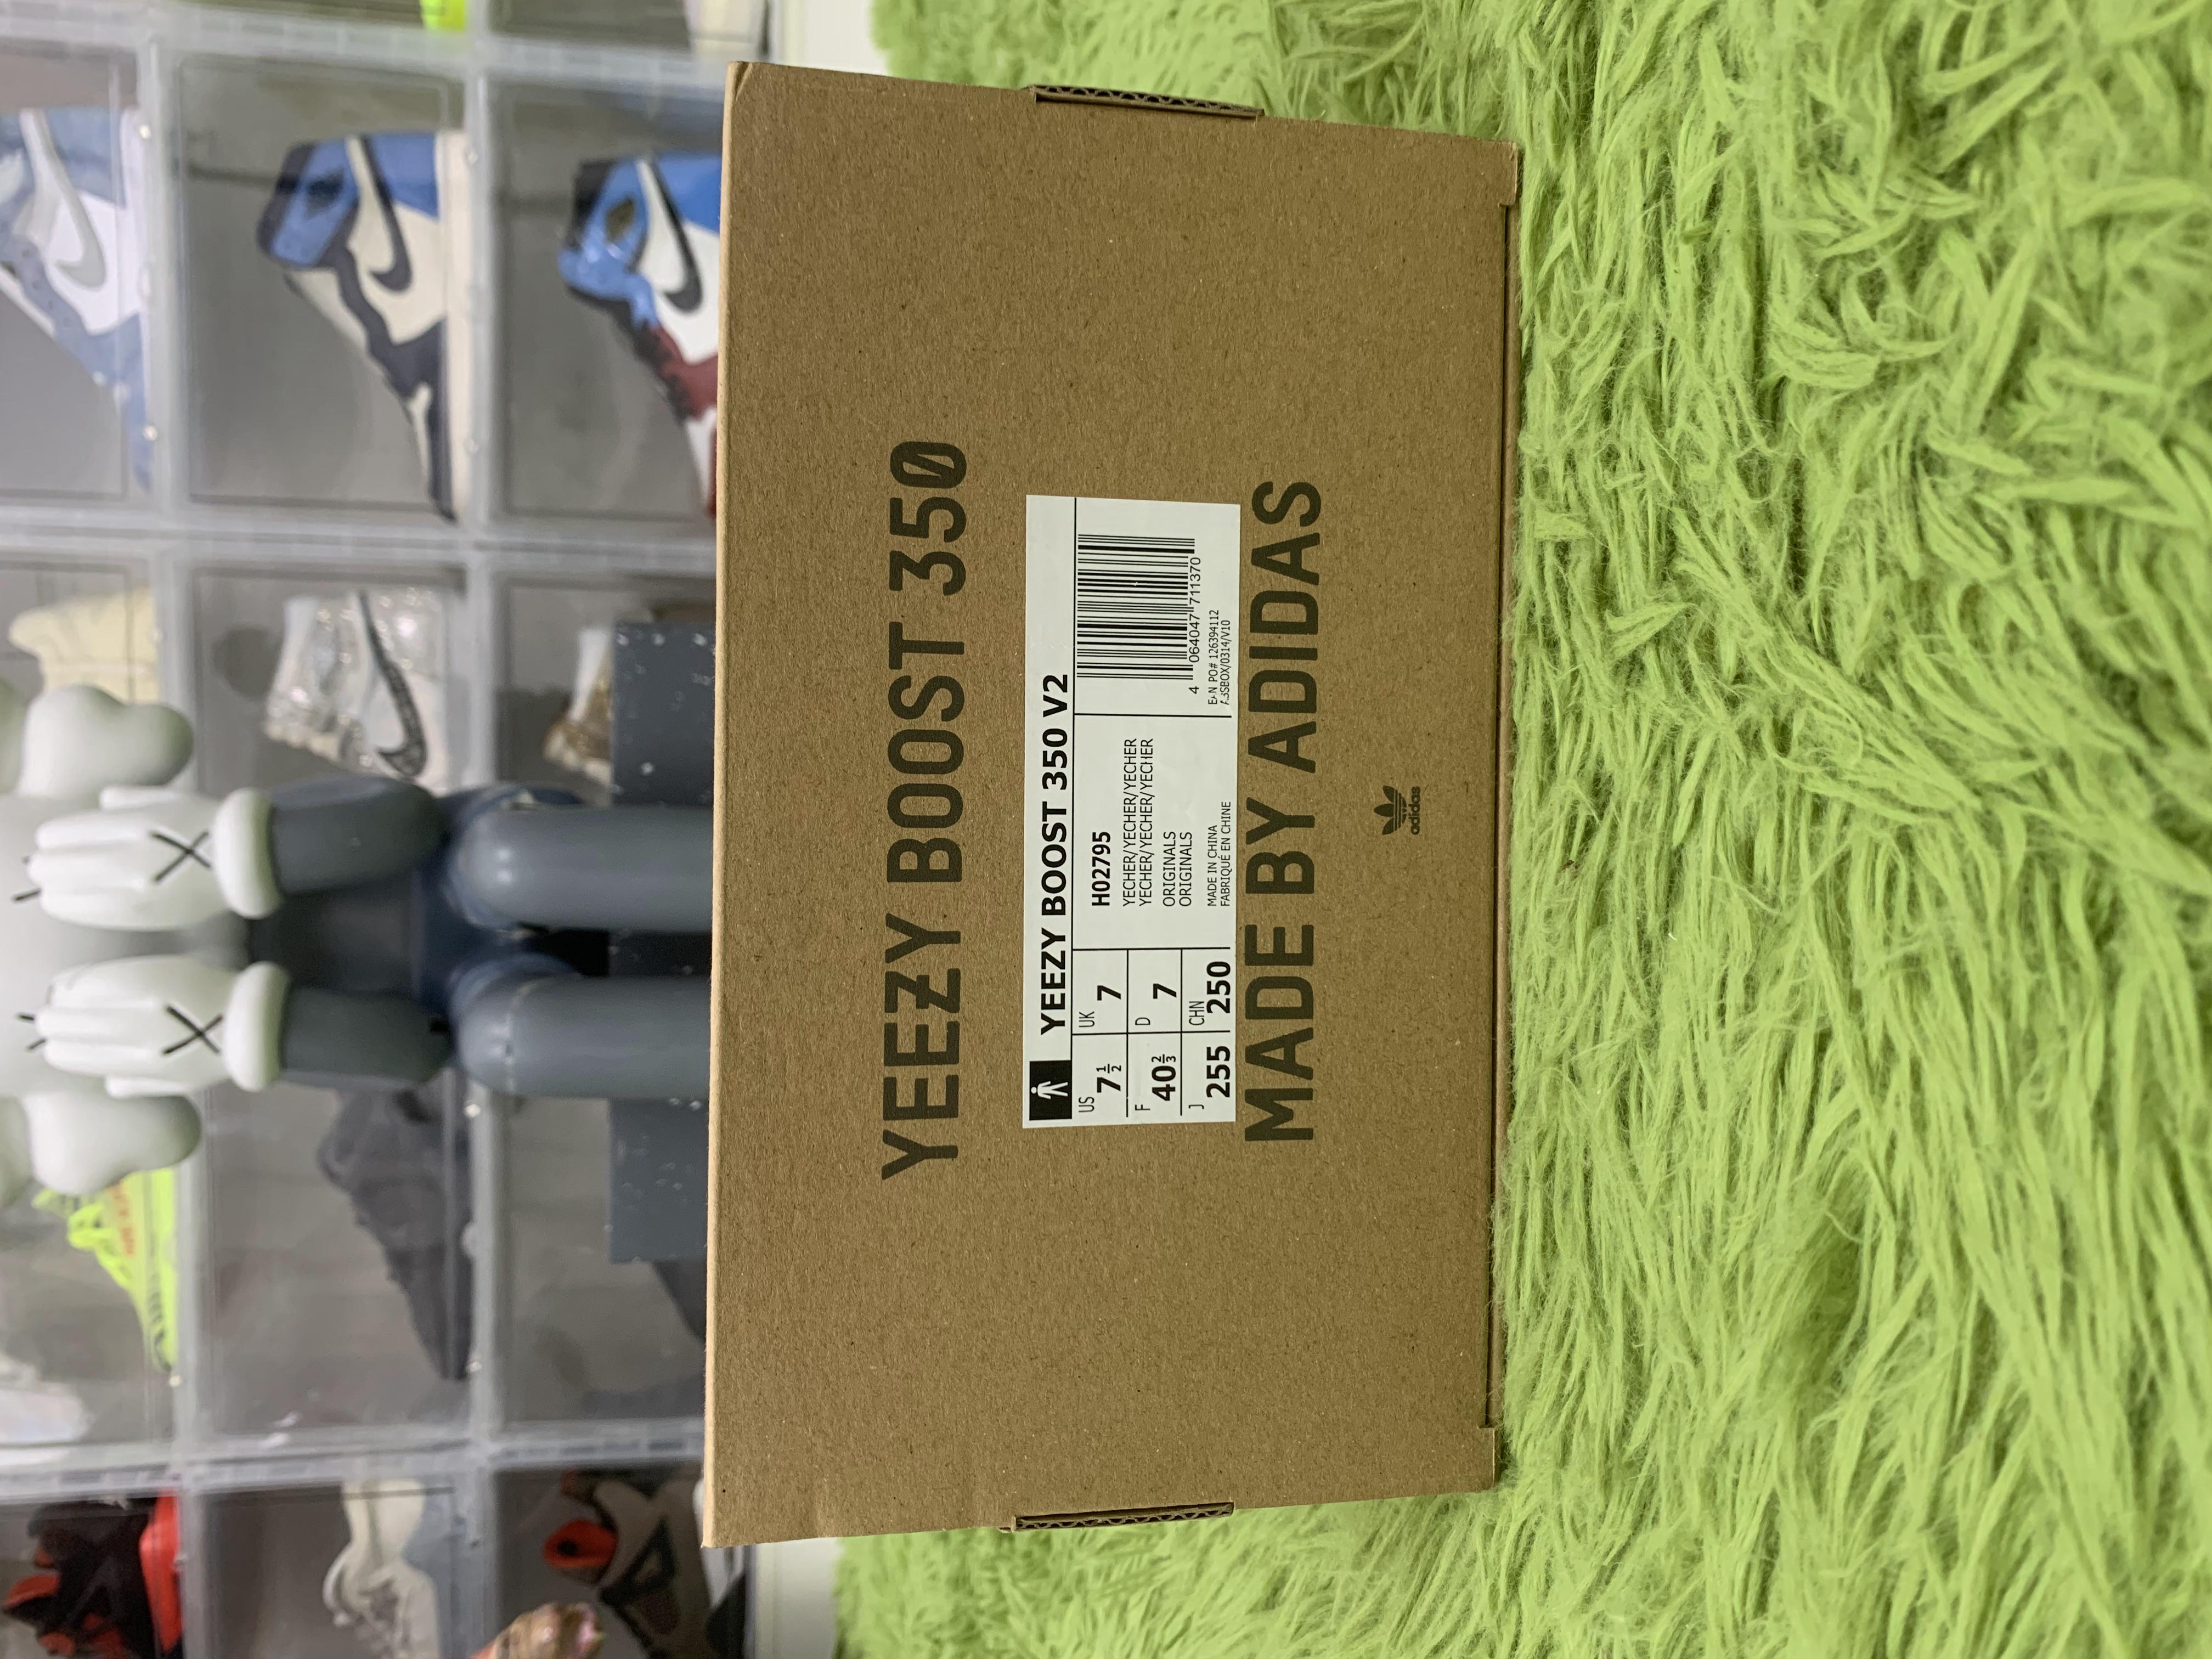 YEEZY BOOST 350
YEEZY BOOST 350 V2
US
7½
UK
7
F
40⅔
D
7
J
255
CHN
250
H02795
YECHER/YECHER/YECHER
YECHER/YECHER/YECHER
ORIGINALS
ORIGINALS
MADE IN CHINA
FABRIQUÉ EN CHINE
4 064047 711370
PO# 126394112
MADE BY ADIDAS
adidas